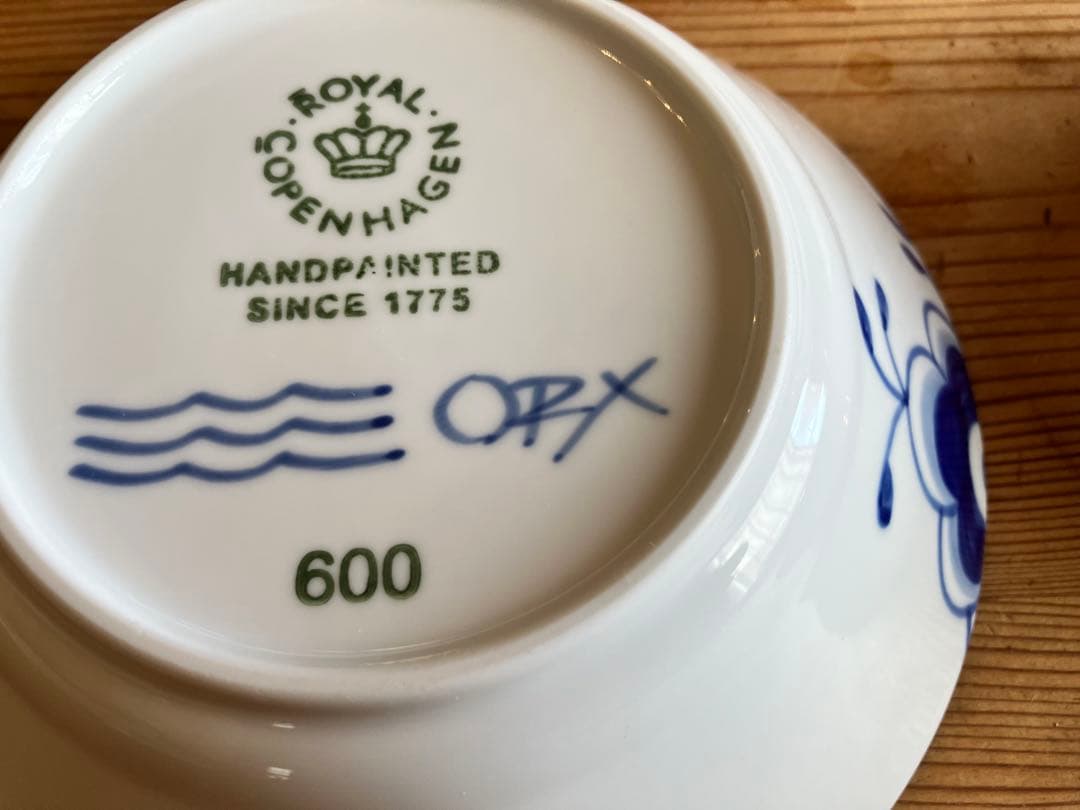 ROYAL
COPENHAGEN
HANDPAINTED
SINCE 1775
600